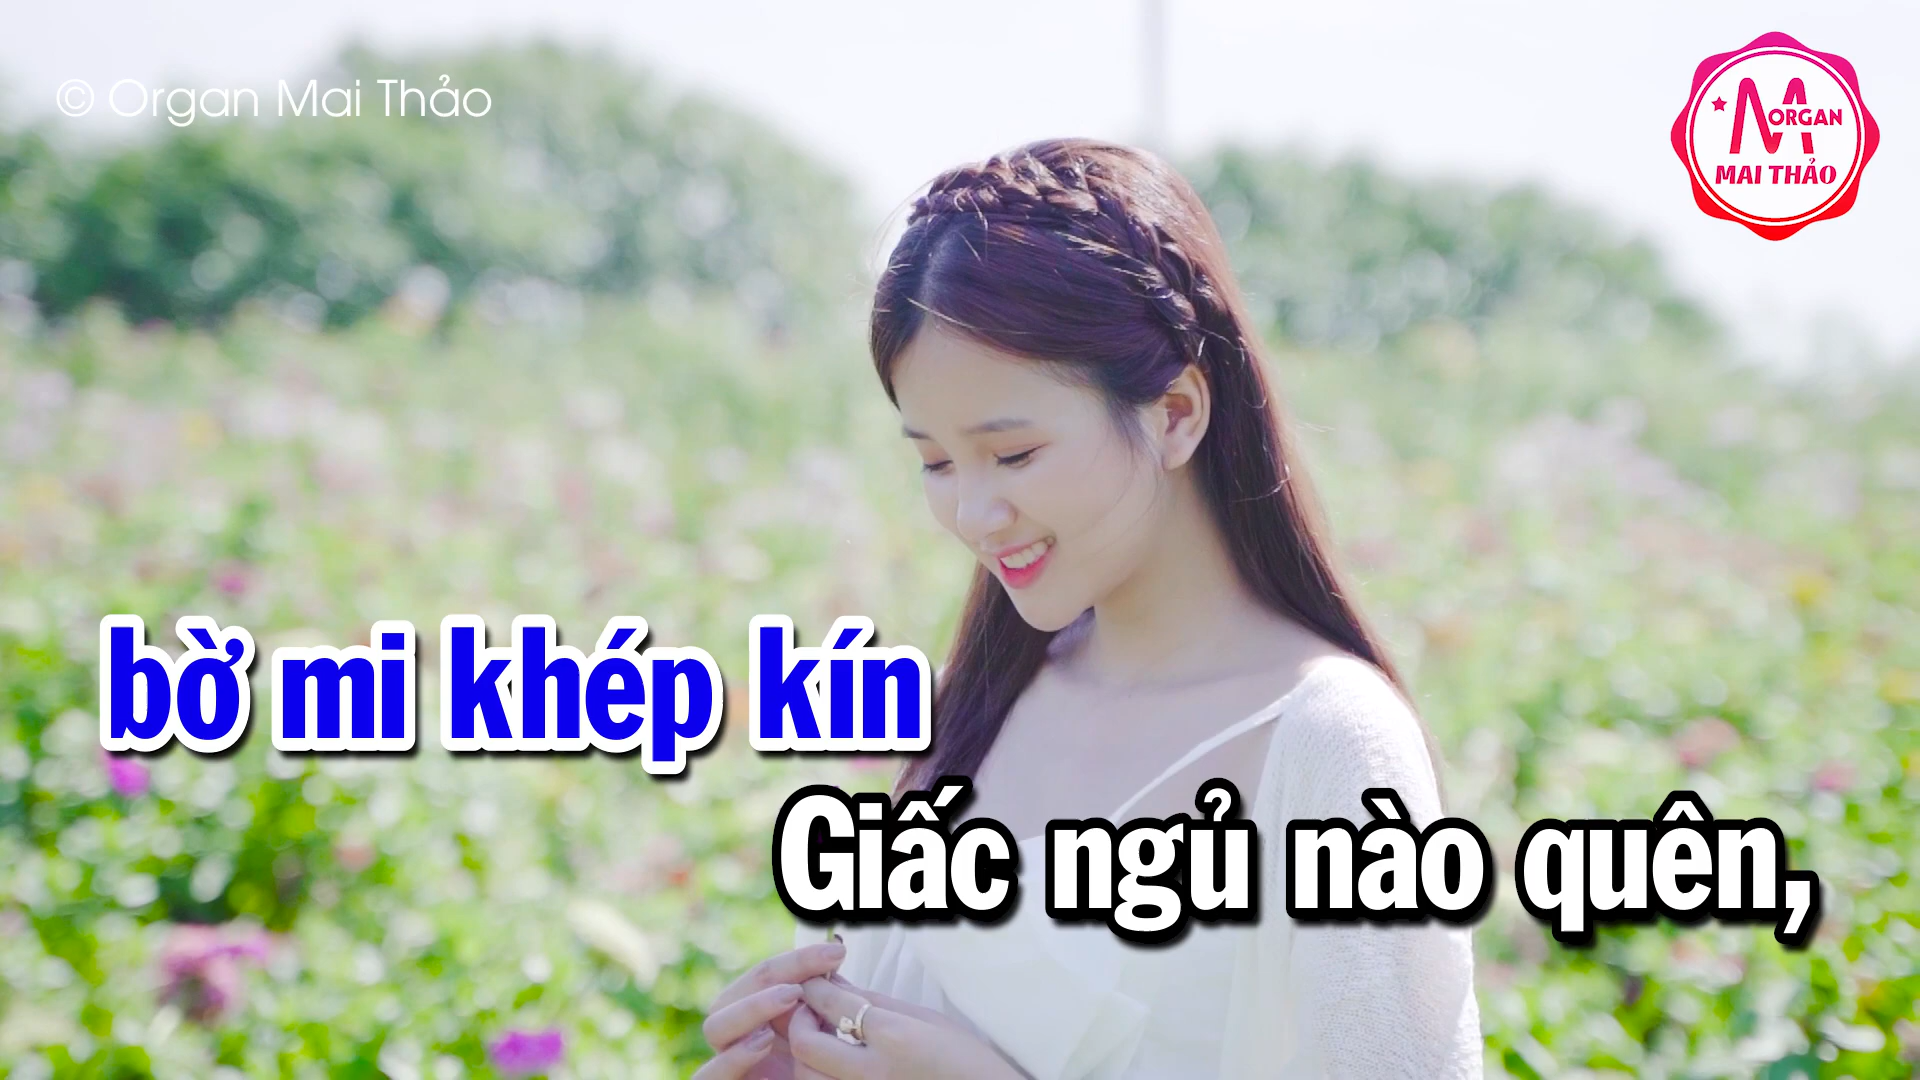 © Organ Mai Thảo
M ORGAN
MAI THẢO
bờ mi khép kín
Giấc ngủ nào quên,